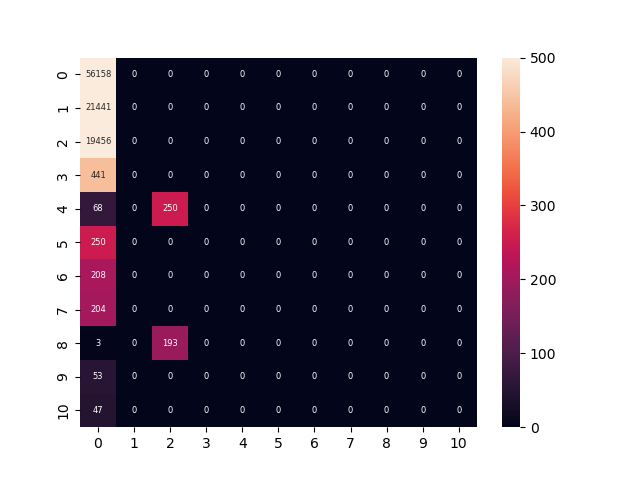 0 56158 0 0 0 0 0 0 0 0 0 0
1 21441 0 0 0 0 0 0 0 0 0 0
2 19456 0 0 0 0 0 0 0 0 0 0
3 441 0 0 0 0 0 0 0 0 0 0
4 68 0 250 0 0 0 0 0 0 0 0
5 250 0 0 0 0 0 0 0 0 0 0
6 208 0 0 0 0 0 0 0 0 0 0
7 204 0 0 0 0 0 0 0 0 0 0
8 3 0 193 0 0 0 0 0 0 0 0
9 53 0 0 0 0 0 0 0 0 0 0
10 47 0 0 0 0 0 0 0 0 0 0
0 1 2 3 4 5 6 7 8 9 10
500
400
300
200
100
0